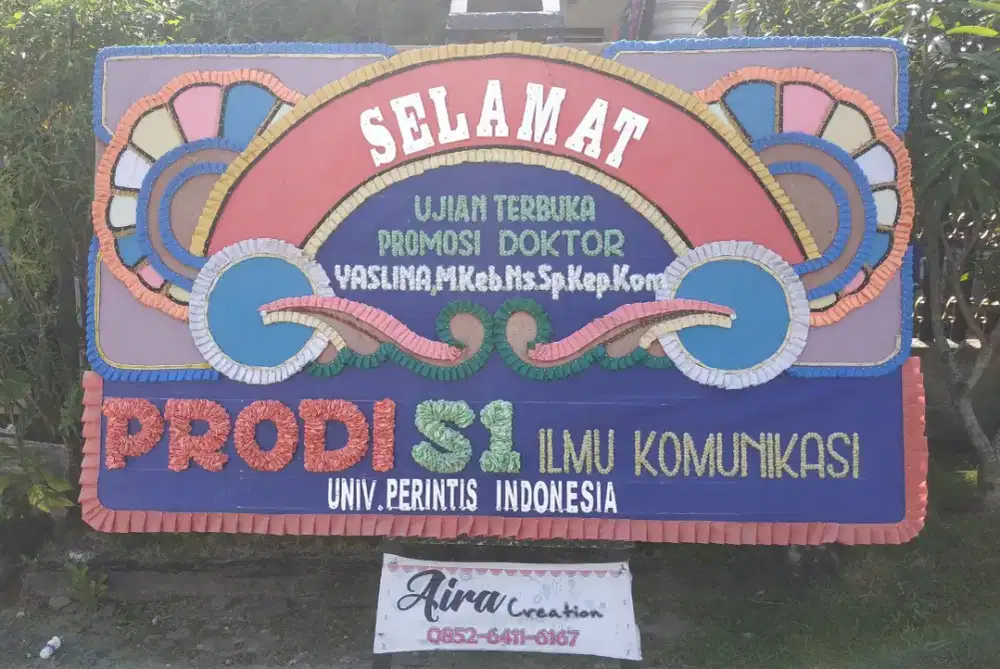 SELAMAT
UJIAN TERBUKA
PROMOSI DOKTOR
YASLINA,M.Keb.Ns.Sp.Kep.Kom
PRODI S1 ILMU KOMUNIKASI
UNIV.PERINTIS INDONESIA
Aira Creation
0852-6411-6167